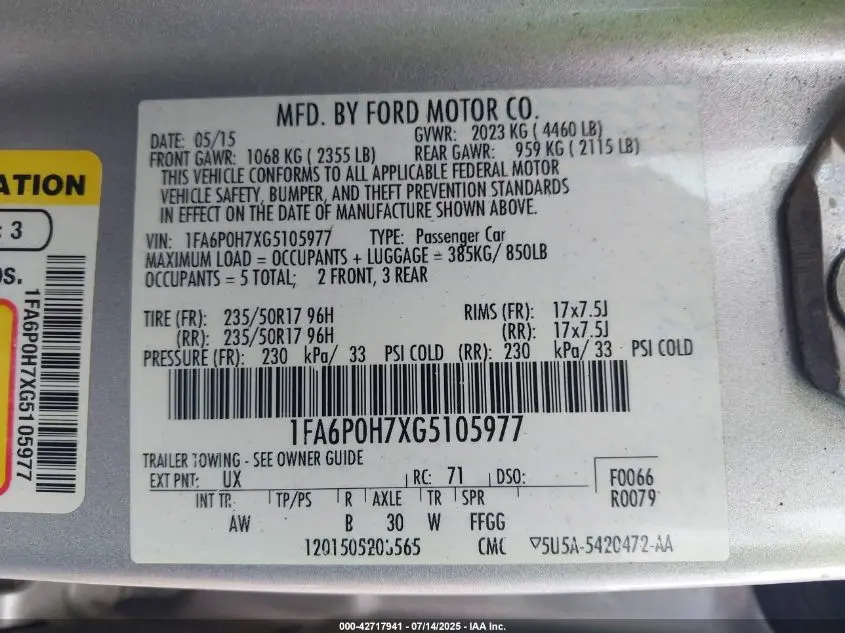 MFD. BY FORD MOTOR CO.
DATE: 05/15 GVWR: 2023 KG ( 4460 LB)
FRONT GAWR: 1068 KG ( 2355 LB) REAR GAWR: 959 KG ( 2115 LB)
THIS VEHICLE CONFORMS TO ALL APPLICABLE FEDERAL MOTOR
VEHICLE SAFETY, BUMPER, AND THEFT PREVENTION STANDARDS
IN EFFECT ON THE DATE OF MANUFACTURE SHOWN ABOVE.
VIN: 1FA6P0H7XG5105977 TYPE: Passenger Car
MAXIMUM LOAD = OCCUPANTS + LUGGAGE = 385KG/ 850LB
OCCUPANTS = 5 TOTAL; 2 FRONT, 3 REAR
TIRE (FR): 235/50R17 96H RIMS (FR): 17x7.5J
(RR): 235/50R17 96H (RR): 17x7.5J
PRESSURE (FR): 230 kPa/ 33 PSI COLD (RR): 230 kPa/ 33 PSI COLD
1FA6P0H7XG5105977
TRAILER TOWING - SEE OWNER GUIDE
EXT PNT: UX RC: 71 DSO: F0066
R0079
INT TR TP/PS R AXLE TR SPR
AW B 30 W FFGG
CMC ▽5U5A-5420472-AA
ATION
: 3
OS.
1FA6P0H7XG5105977
000-42717941 / 07/14/2025 - IAA Inc.